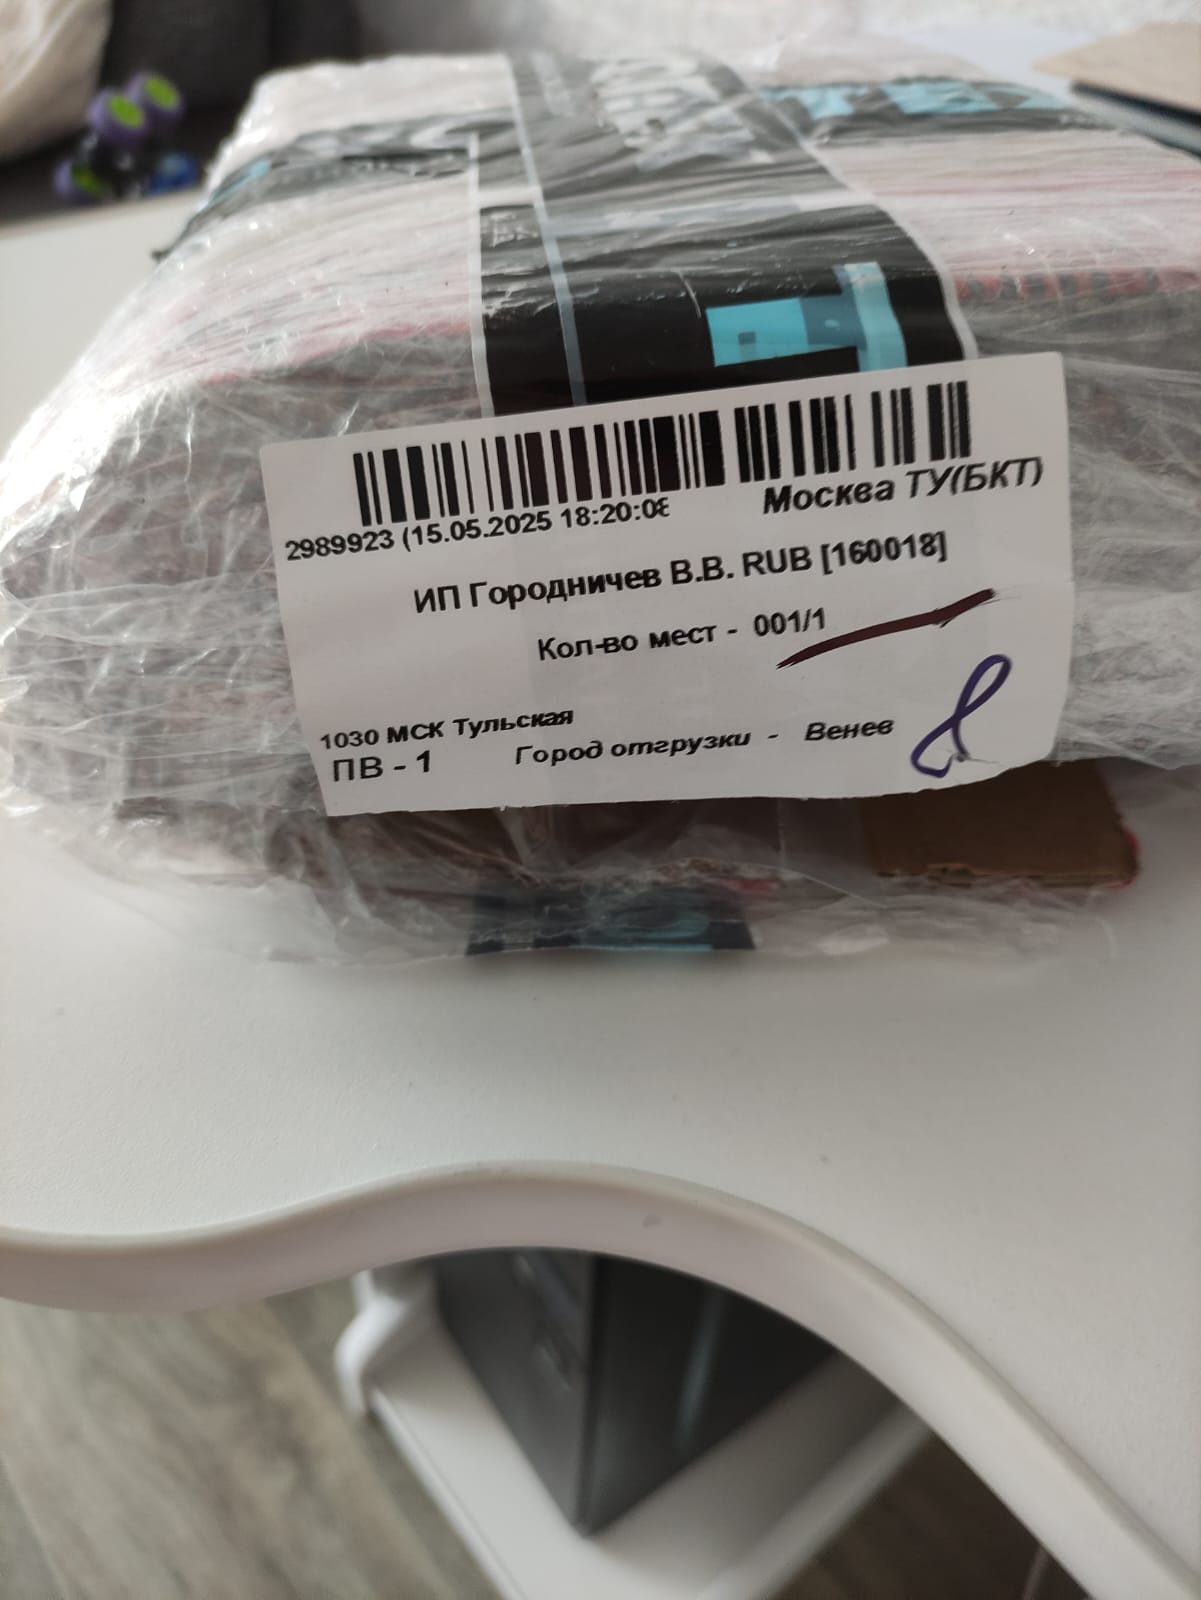 2989923 (15.05.2025 18:20:08
Москва ТУ(БКТ)
ИП Городничев В.В. RUB [160018]
Кол-во мест - 001/1
8
1030 МСК Тульская
ПВ - 1
Город отгрузки - Венев